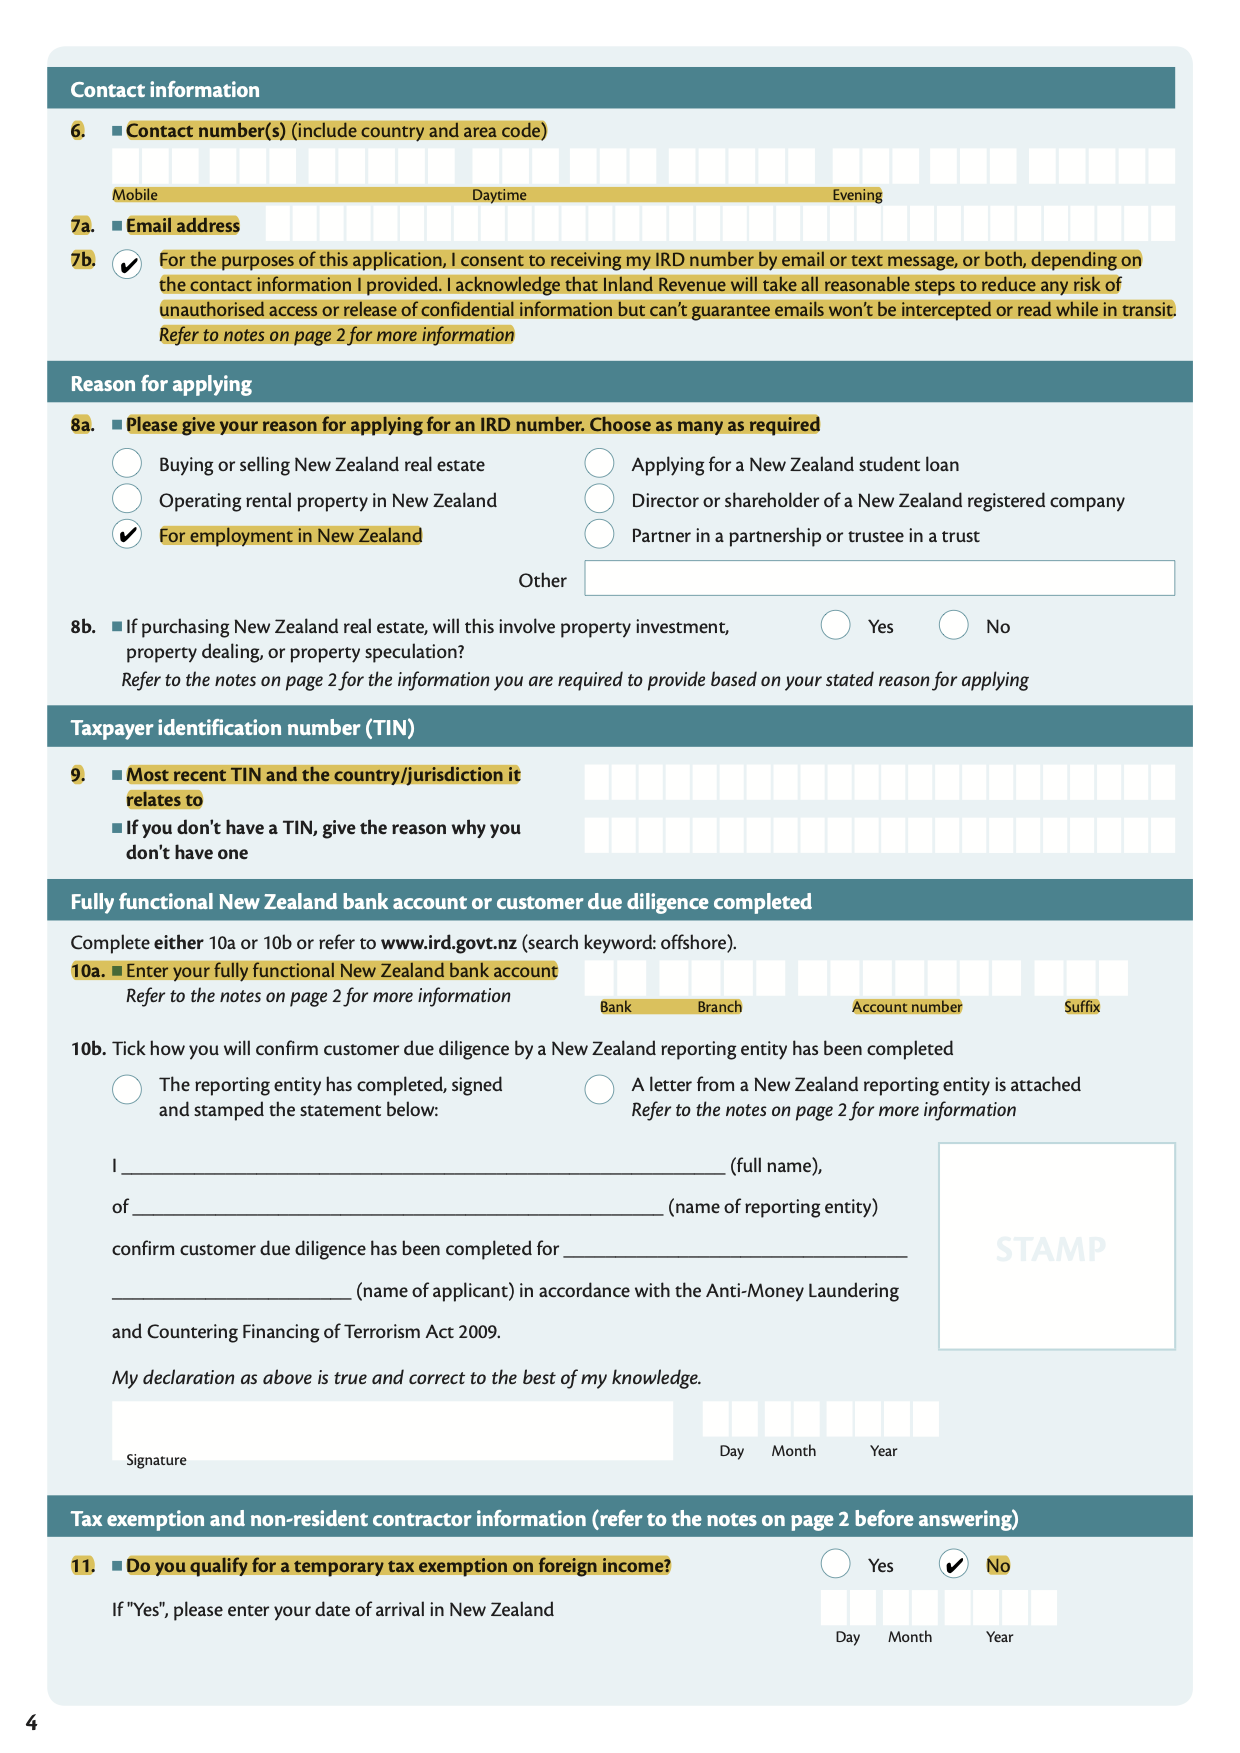 Contact information
6. Contact number(s) (include country and area code)
Mobile Daytime Evening
7a. Email address
7b. ✔ For the purposes of this application, I consent to receiving my IRD number by email or text message, or both, depending on
the contact information I provided. I acknowledge that Inland Revenue will take all reasonable steps to reduce any risk of
unauthorised access or release of confidential information but can't guarantee emails won't be intercepted or read while in transit.
Refer to notes on page 2 for more information
Reason for applying
8a. Please give your reason for applying for an IRD number. Choose as many as required
Buying or selling New Zealand real estate Applying for a New Zealand student loan
Operating rental property in New Zealand Director or shareholder of a New Zealand registered company
✔ For employment in New Zealand Partner in a partnership or trustee in a trust
Other
8b. If purchasing New Zealand real estate, will this involve property investment, Yes No
property dealing, or property speculation?
Refer to the notes on page 2 for the information you are required to provide based on your stated reason for applying
Taxpayer identification number (TIN)
9. Most recent TIN and the country/jurisdiction it
relates to
If you don't have a TIN, give the reason why you
don't have one
Fully functional New Zealand bank account or customer due diligence completed
Complete either 10a or 10b or refer to www.ird.govt.nz (search keyword: offshore).
10a. Enter your fully functional New Zealand bank account
Refer to the notes on page 2 for more information
Bank Branch Account number Suffix
10b. Tick how you will confirm customer due diligence by a New Zealand reporting entity has been completed
The reporting entity has completed, signed A letter from a New Zealand reporting entity is attached
and stamped the statement below: Refer to the notes on page 2 for more information
I ____ (full name),
of ____ (name of reporting entity)
confirm customer due diligence has been completed for ____
STAMP
____ (name of applicant) in accordance with the Anti-Money Laundering
and Countering Financing of Terrorism Act 2009.
My declaration as above is true and correct to the best of my knowledge.
Signature Day Month Year
Tax exemption and non-resident contractor information (refer to the notes on page 2 before answering)
11. Do you qualify for a temporary tax exemption on foreign income? Yes ✔ No
If "Yes", please enter your date of arrival in New Zealand
Day Month Year
4